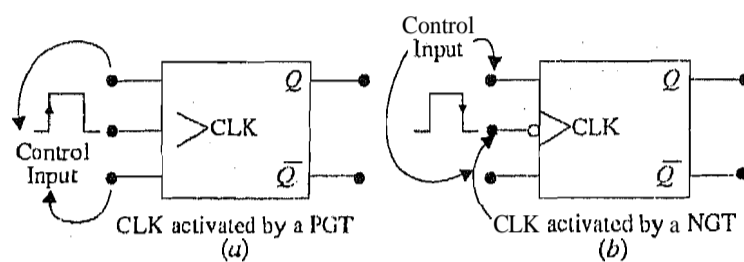 Q
CLK
Q̅
Control
Input
CLK activated by a PGT
(a)
Control
Input
Q
CLK
Q̅
CLK activated by a NGT
(b)